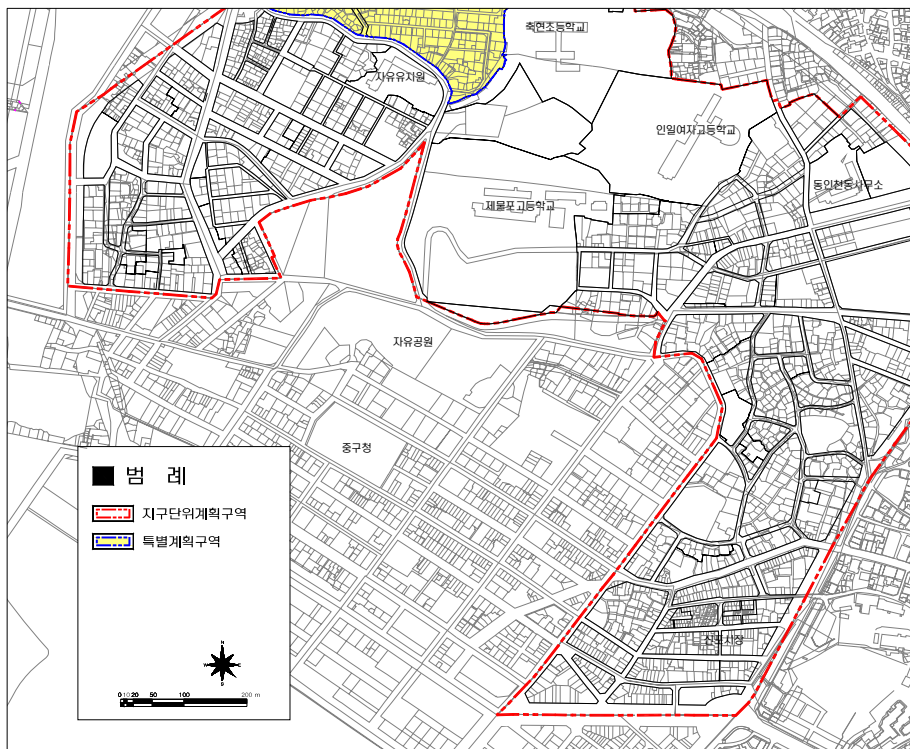 축현초등학교
자유유치원
인일여자고등학교
동인천동사무소
제물포고등학교
자유공원
중구청
■ 범 례
지구단위계획구역
특별계획구역
N
W E
S
0 10 20 50 100 200 m
신포시장